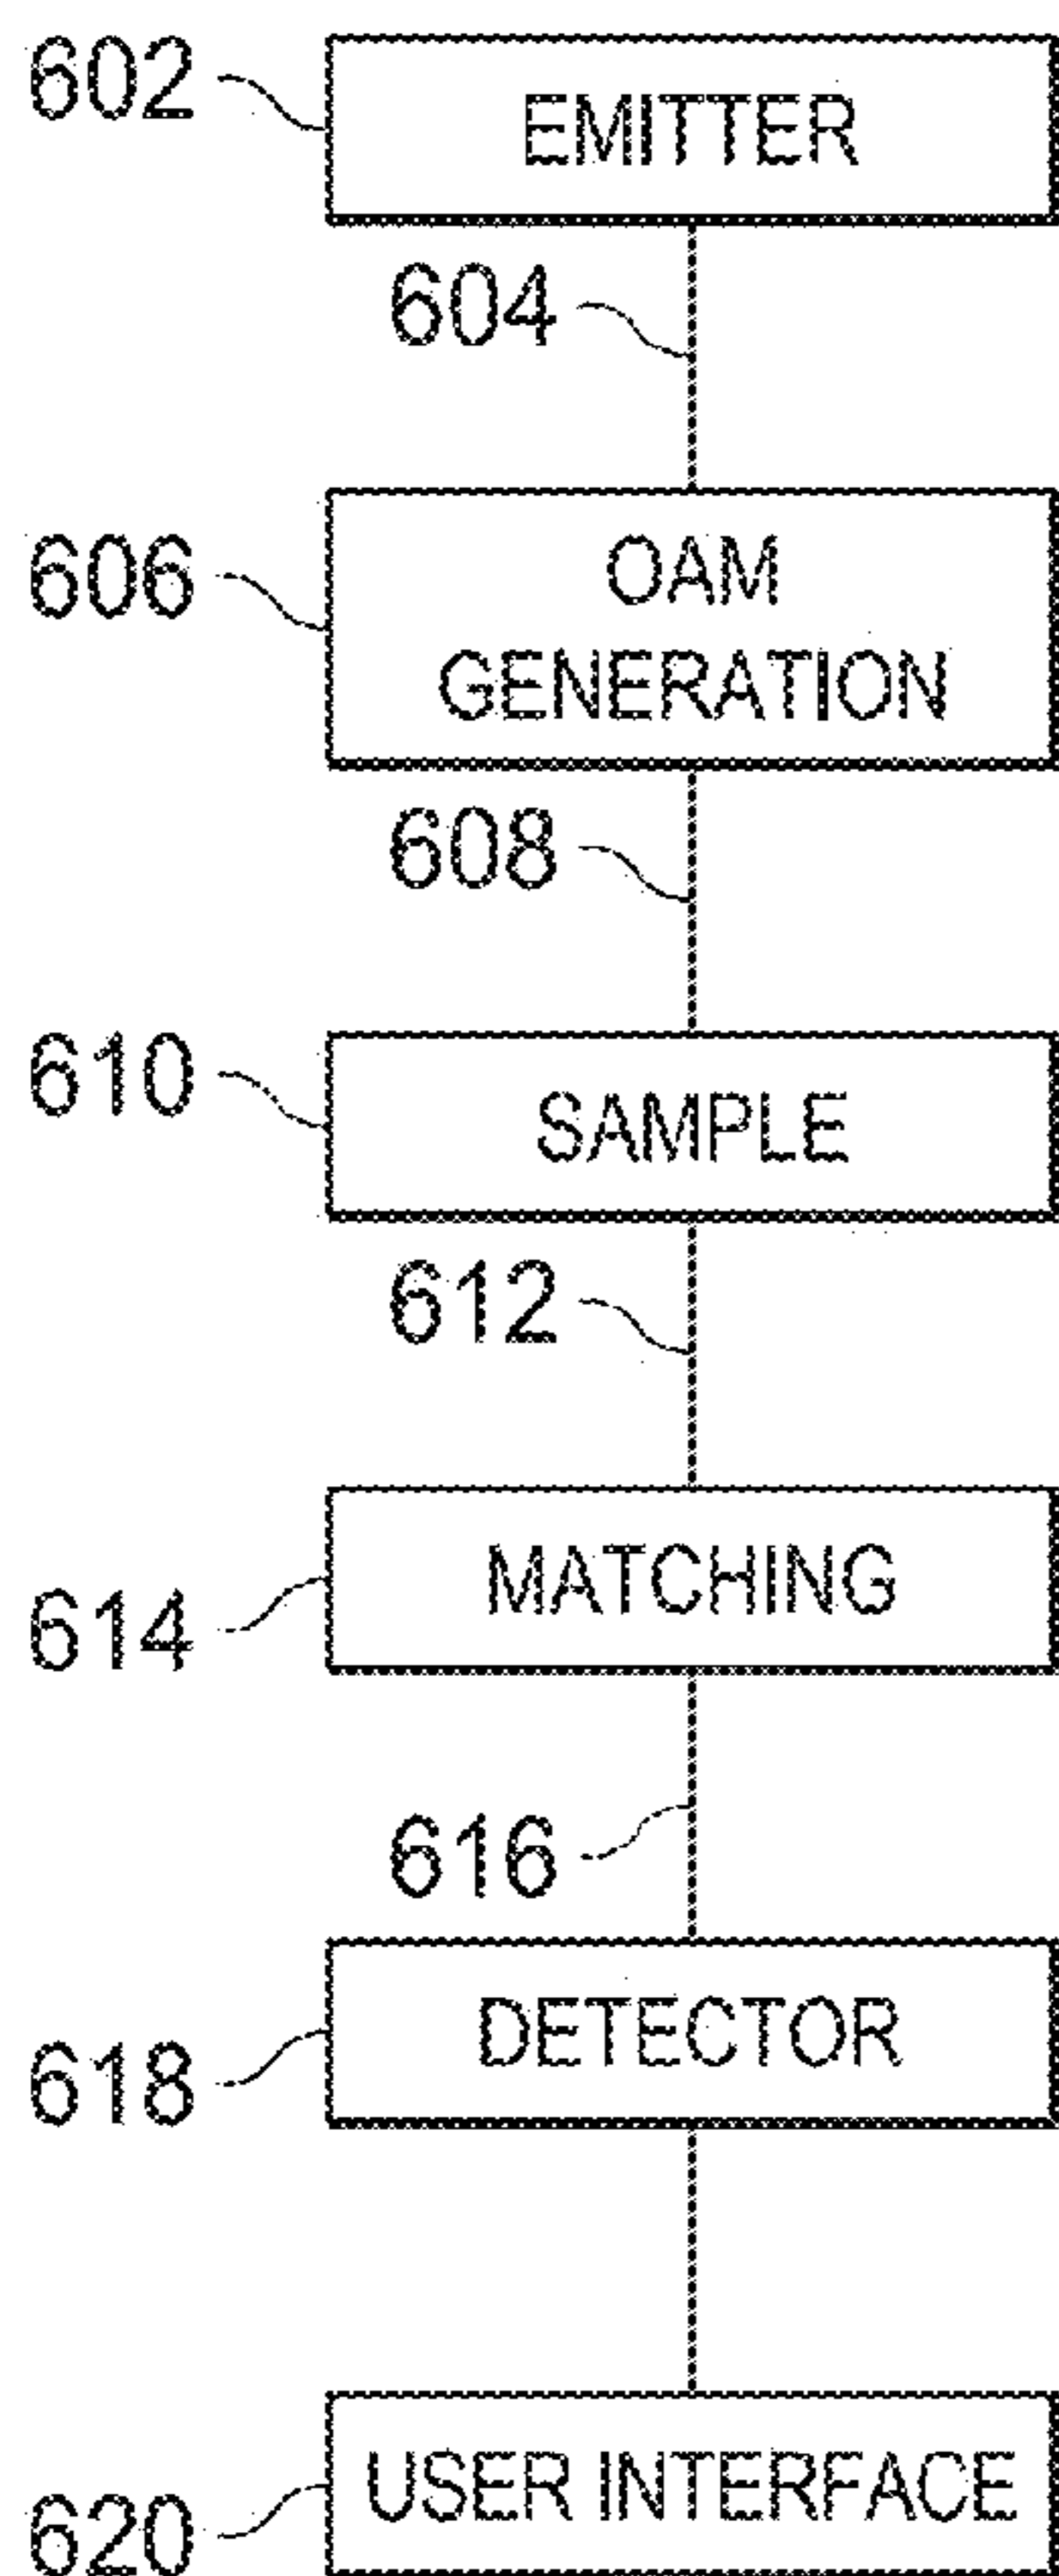 602
EMITTER
604
606
OAM
GENERATION
608
610
SAMPLE
612
614
MATCHING
616
618
DETECTOR
620
USER INTERFACE